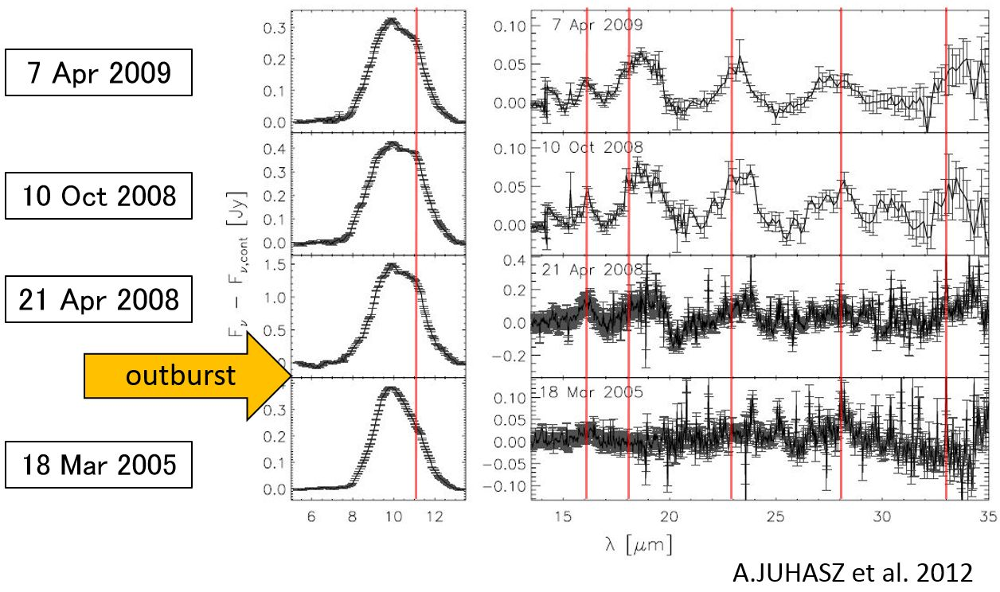 7 Apr 2009
10 Oct 2008
21 Apr 2008
outburst
18 Mar 2005
Fν − Fν,cont [Jy]
0.3
0.2
0.1
0.0
0.4
0.3
0.2
0.1
0.0
1.5
1.0
0.5
0.3
0.2
0.1
0.0
6 8 10 12
7 Apr 2009
0.10
0.05
0.00
10 Oct 2008
0.10
0.05
0.00
21 Apr 2008
0.4
0.2
0.0
−0.2
18 Mar 2005
0.10
0.05
0.00
−0.05
−0.10
15 20 25 30 35
λ [μm]
A.JUHASZ et al. 2012